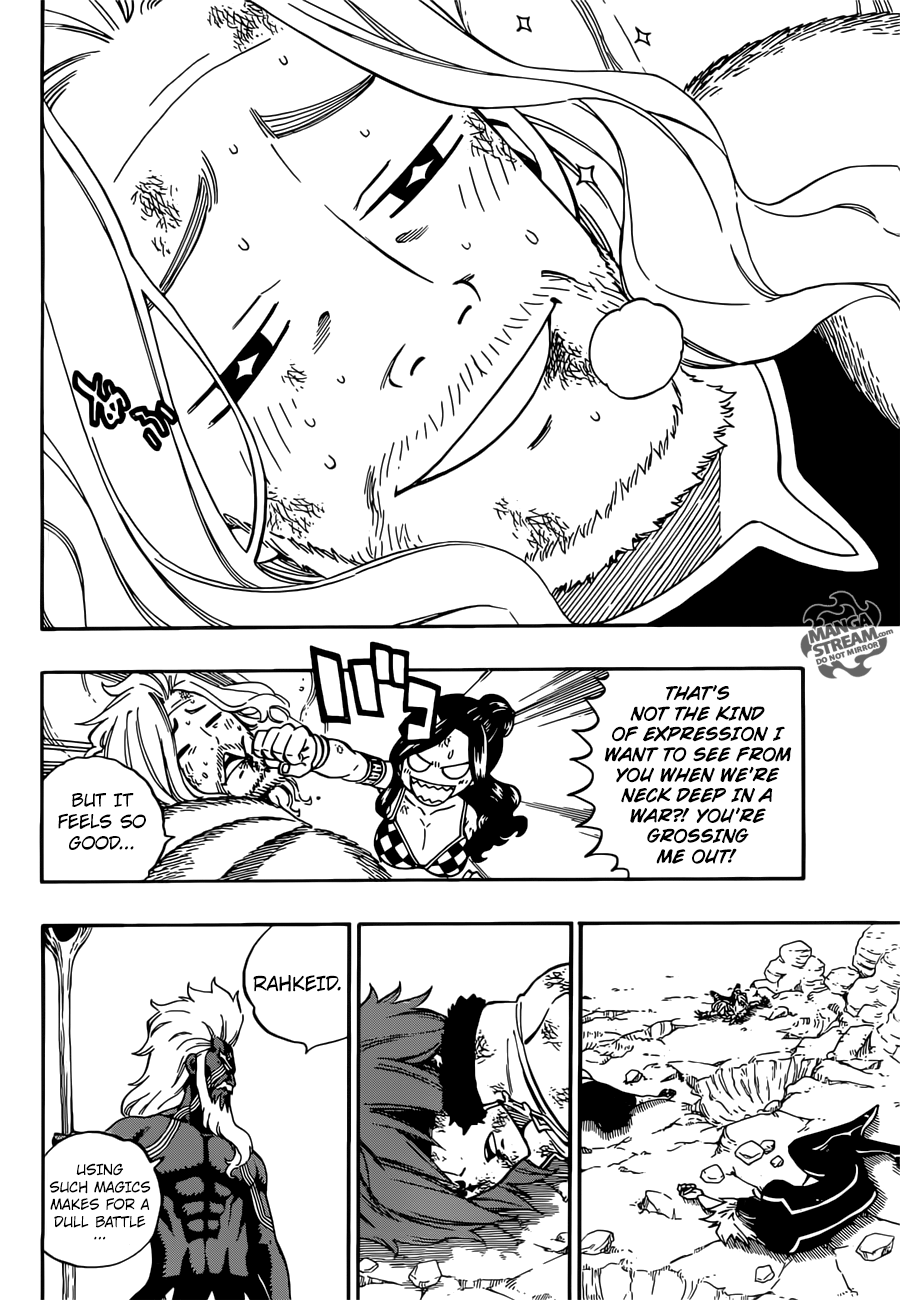 MANGA
STREAM.com
DO NOT MIRROR
THAT'S
NOT THE KIND
OF EXPRESSION I
WANT TO SEE FROM
YOU WHEN WE'RE
NECK DEEP IN A
WAR?! YOU'RE
GROSSING
ME OUT!
BUT IT
FEELS SO
GOOD...
RAHKEID.
USING
SUCH MAGICS
MAKES FOR A
DULL BATTLE
...